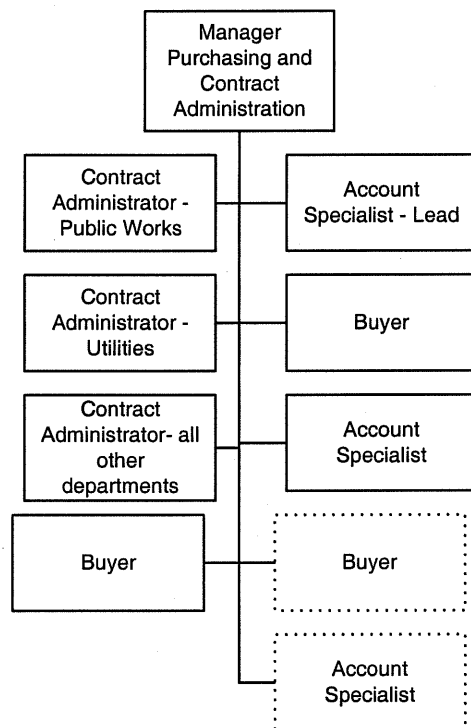 Manager
Purchasing and
Contract
Administration
Contract
Administrator -
Public Works
Account
Specialist - Lead
Contract
Administrator -
Utilities
Buyer
Contract
Administrator- all
other
departments
Account
Specialist
Buyer
Buyer
Account
Specialist